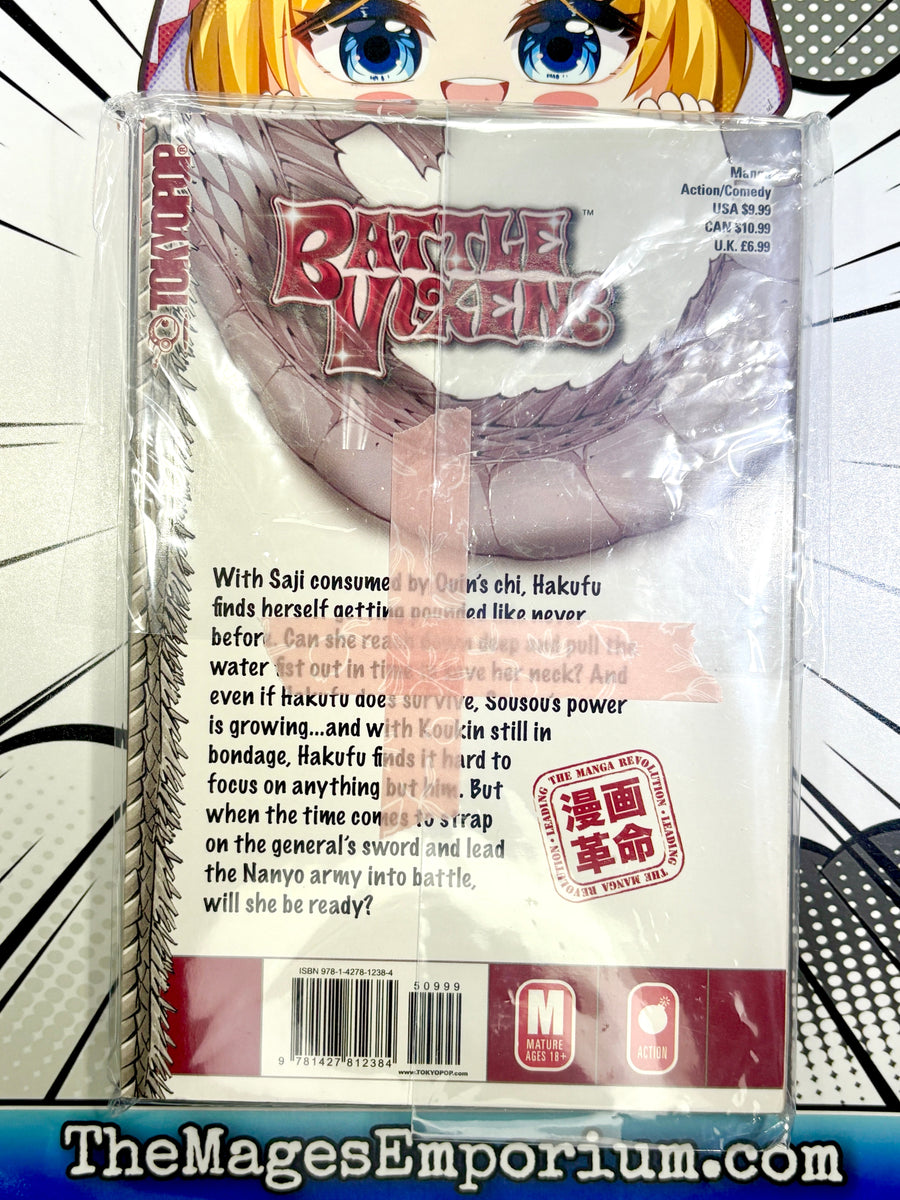 TOKYOPOP®
BATTLE VIXENS™
Manga
Action/Comedy
USA $9.99
CAN $10.99
U.K. £6.99
With Saji consumed by Ouin's chi, Hakufu
finds herself getting pounded like never
before. Can she reach down deep and pull the
water fist out in time to save her neck? And
even if Hakufu does survive, Sousou's power
is growing...and with Koukin still in
bondage, Hakufu finds it hard to
focus on anything but him. But
when the time comes to strap
on the general's sword and lead
the Nanyo army into battle,
will she be ready?
LEADING • THE MANGA REVOLUTION • LEADING THE MANGA REVOLUTION •
漫画
革命
ISBN 978-1-4278-1238-4
50999
9 781427 812384
www.TOKYOPOP.com
M
MATURE
AGES 18+
ACTION
TheMagesEmporium.com